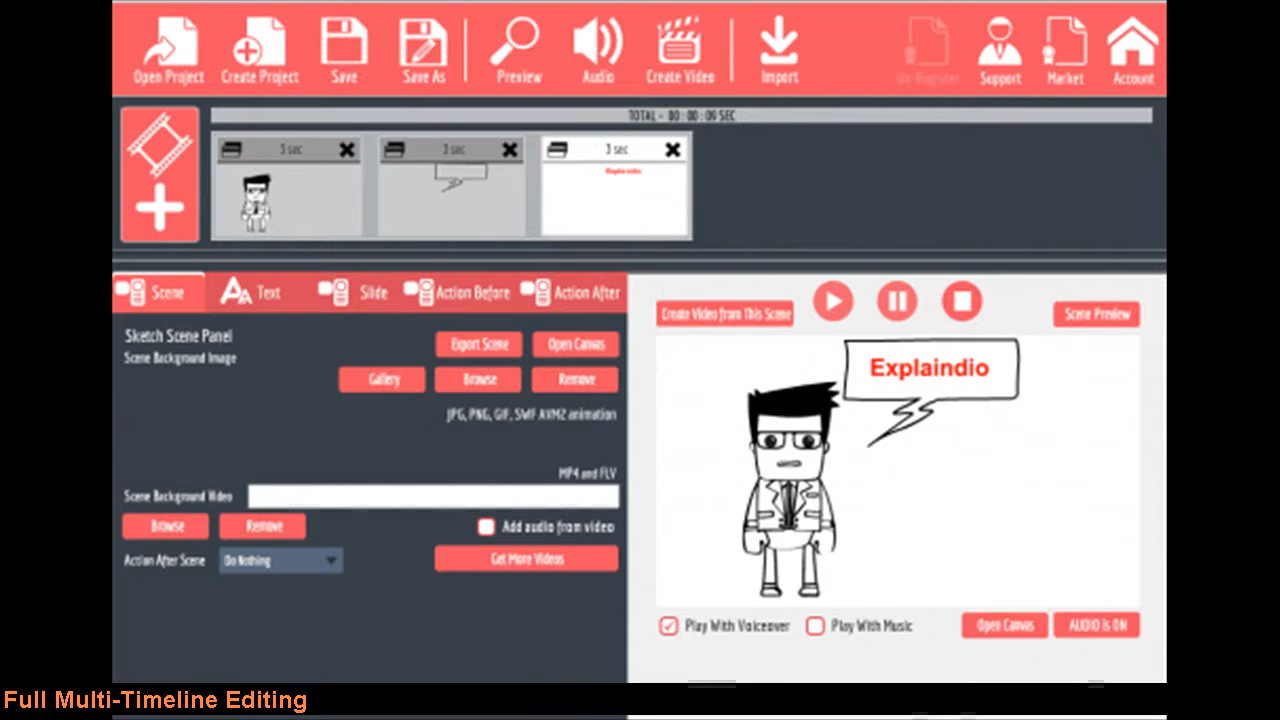 Open Project
Create Project
Save
Save As
Preview
Audio
Create Video
Import
De-Register
Support
Market
Account
TOTAL - 00 : 00 : 09 SEC
3 sec
3 sec
3 sec
Explaindio
Scene
Text
Slide
Action Before
Action After
Sketch Scene Panel
Export Scene
Open Canvas
Scene Background Image
Gallery
Browse
Remove
JPG, PNG, GIF, SWF AVM2 animation
MP4 and FLV
Scene Background Video
Browse
Remove
Add audio from video
Action After Scene
Do Nothing
Get More Videos
Create Video from This Scene
Scene Preview
Explaindio
Play With Voiceover
Play With Music
Open Canvas
AUDIO is ON
Full Multi-Timeline Editing